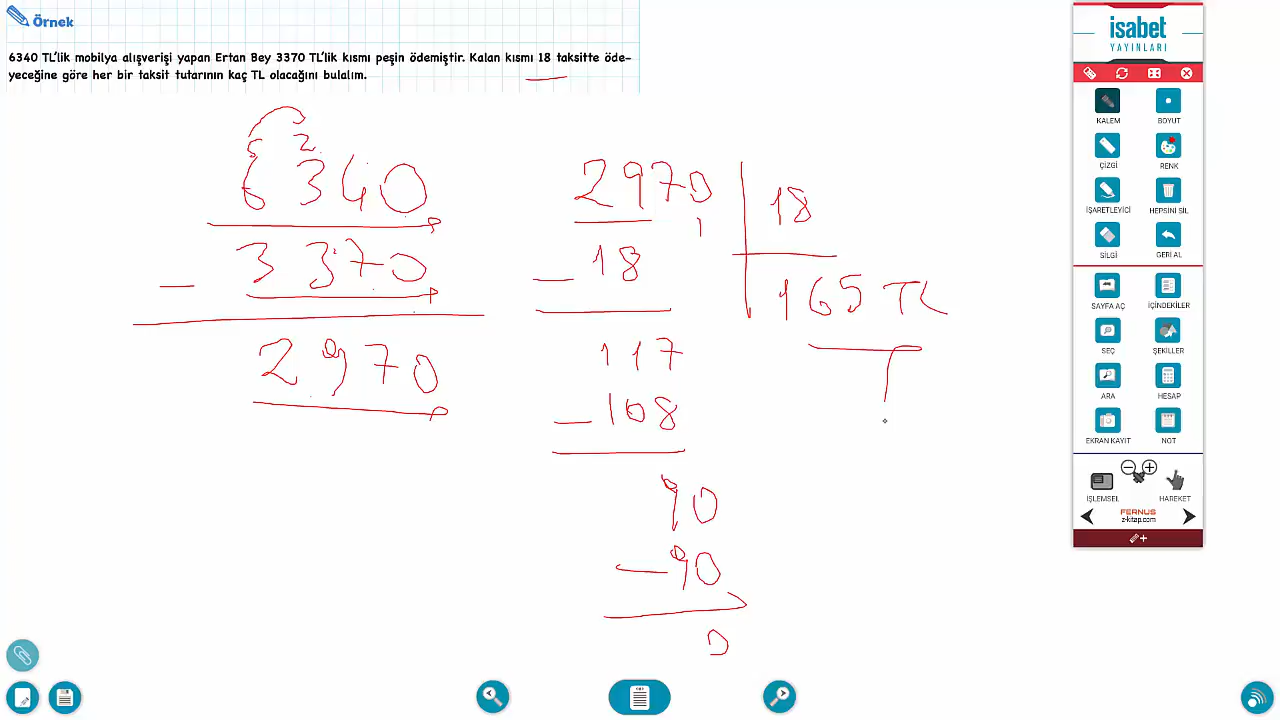 Örnek
6340 TL'lik mobilya alışverişi yapan Ertan Bey 3370 TL'lik kısmı peşin ödemiştir. Kalan kısmı 18 taksitte öde-
yeceğine göre her bir taksit tutarının kaç TL olacağını bulalım.
5 2
6340
- 3370
2970
2970 18
- 18
165 TL
117
- 108
90
- 90
0
isabet
YAYINLARI
KALEM BOYUT
ÇİZGİ RENK
İŞARETLEYİCİ HEPSİNİ SİL
SİLGİ GERİ AL
SAYFA AÇ İÇİNDEKİLER
SEÇ ŞEKİLLER
ARA HESAP
EKRAN KAYIT NOT
İŞLEMSEL HAREKET
FERNUS
z-kitap.com